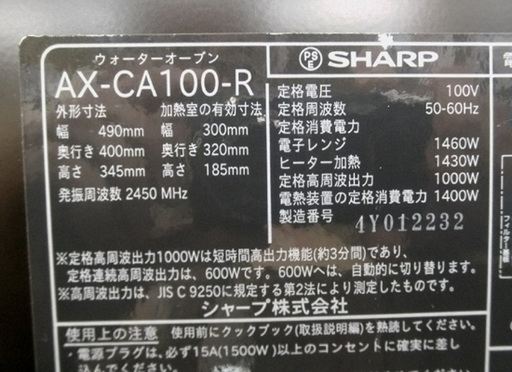 ウォーターオーブン
AX-CA100-R
外形寸法 加熱室の有効寸法
幅 490mm 幅 300mm
奥行き 400mm 奥行き 320mm
高さ 345mm 高さ 185mm
発振周波数 2450 MHz
PSE SHARP
定格電圧 100V
定格周波数 50-60Hz
定格消費電力
電子レンジ 1460W
ヒーター加熱 1430W
定格高周波出力 1000W
電熱装置の定格消費電力 1400W
製造番号 4Y012232
※定格高周波出力1000Wは短時間高出力機能(約3分間)であり、
定格連続高周波出力は、600Wです。600Wへは、自動的に切り替ります。
※高周波出力は、JIS C 9250に規定する第2法により測定したものです。
シャープ株式会社
使用上の注意 使用前にクックブック(取扱説明編)を熟読してください。
・電源プラグは、必ず15A(1500W)以上のコンセントに確実に差し
込んでください。
電